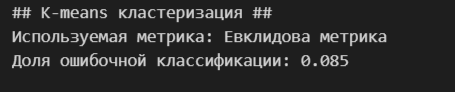 ## K-means кластеризация ##
Используемая метрика: Евклидова метрика
Доля ошибочной классификации: 0.085